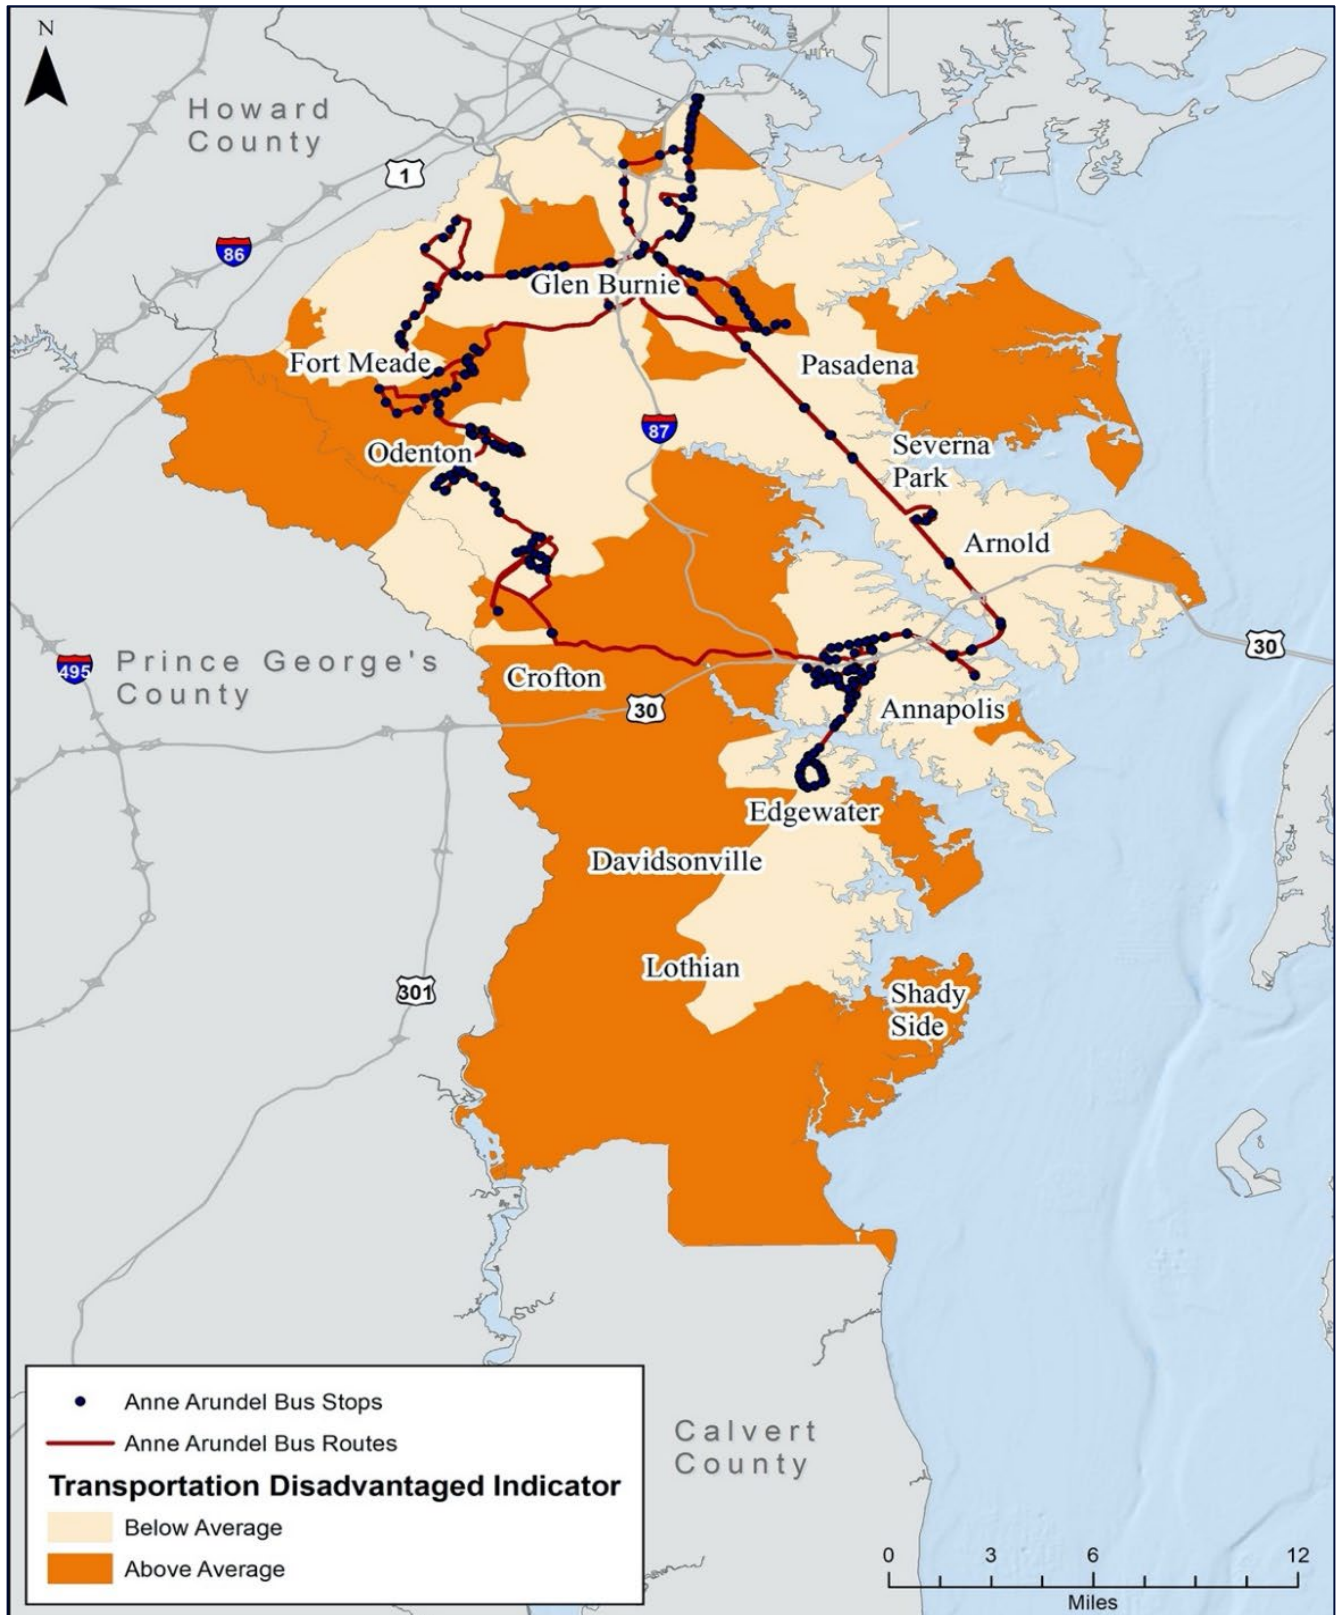 N
Howard
County
1
86
Glen Burnie
Fort Meade
Pasadena
87
Severna
Park
Odenton
Arnold
30
495
Prince George's
County
Crofton
30
Annapolis
Edgewater
Davidsonville
Lothian
301
Shady
Side
Anne Arundel Bus Stops
Anne Arundel Bus Routes
Transportation Disadvantaged Indicator
Below Average
Above Average
Calvert
County
0 3 6 12
Miles